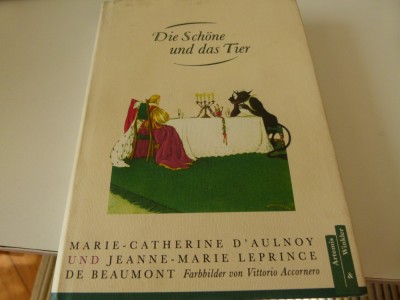 Die Schöne
und das Tier
MARIE-CATHERINE D'AULNOY
UND JEANNE-MARIE LEPRINCE
DE BEAUMONT Farbbilder von Vittorio Accornero
Artemis
Winkler